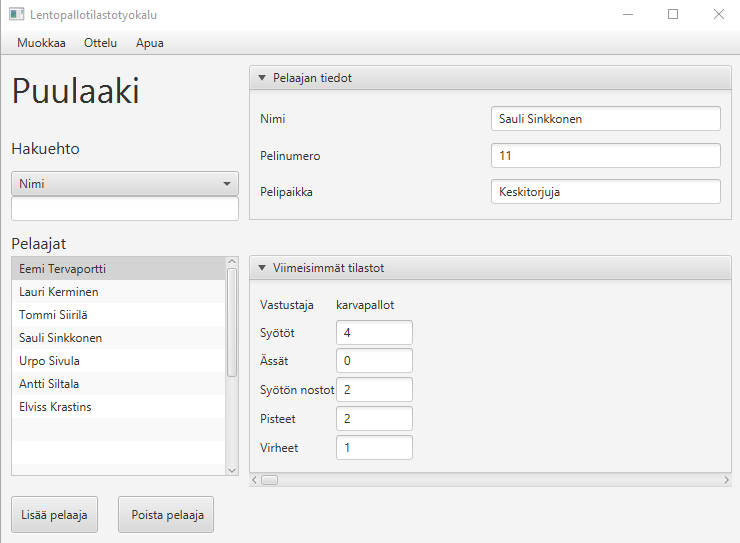 Lentopallotilastotyokalu
Muokkaa Ottelu Apua
Puulaaki
Hakuehto
Nimi
Pelaajat
Eemi Tervaportti
Lauri Kerminen
Tommi Siirilä
Sauli Sinkkonen
Urpo Sivula
Antti Siltala
Elviss Krastins
Lisää pelaaja Poista pelaaja
Pelaajan tiedot
Nimi Sauli Sinkkonen
Pelinumero 11
Pelipaikka Keskitorjuja
Viimeisimmät tilastot
Vastustaja karvapallot
Syötöt 4
Ässät 0
Syötön nostot 2
Pisteet 2
Virheet 1